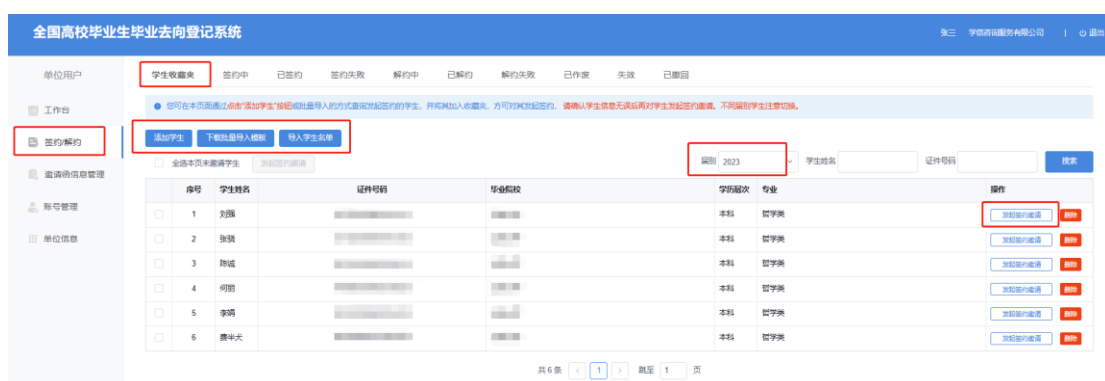 全国高校毕业生毕业去向登记系统
张三 学信咨询服务有限公司 | 退出
单位用户
工作台
签约/解约
邀请函信息管理
账号管理
单位信息
学生收藏夹 签约中 已签约 签约失败 解约中 已解约 解约失败 已作废 失效 已撤回
您可在本页面通过点击"添加学生"按钮或批量导入的方式查询发起签约的学生，并将其加入收藏夹，方可对其发起签约，请确认学生信息无误后再对学生发起签约邀请。不同届别学生注意切换。
添加学生 下载批量导入模板 导入学生名单
全选本页未邀请学生 发起签约邀请 届别 2023 学生姓名 证件号码 搜索
序号 学生姓名 证件号码 毕业院校 学历层次 专业 操作
1 刘强 本科 哲学类 发起签约邀请 删除
2 张骁 本科 哲学类 发起签约邀请 删除
3 陈诚 本科 哲学类 发起签约邀请 删除
4 何丽 本科 哲学类 发起签约邀请 删除
5 李娟 本科 哲学类 发起签约邀请 删除
6 费半犬 本科 哲学类 发起签约邀请 删除
共 6 条 < 1 > 跳至 1 页